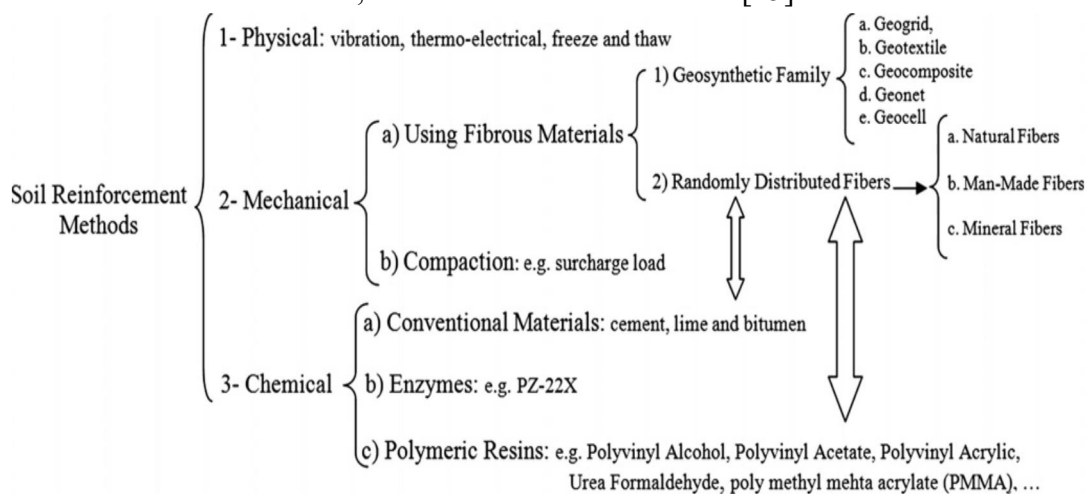 1- Physical: vibration, thermo-electrical, freeze and thaw
a. Geogrid,
b. Geotextile
1) Geosynthetic Family
c. Geocomposite
d. Geonet
e. Geocell
a) Using Fibrous Materials
a. Natural Fibers
2) Randomly Distributed Fibers
b. Man-Made Fibers
c. Mineral Fibers
Soil Reinforcement
Methods
2- Mechanical
b) Compaction: e.g. surcharge load
a) Conventional Materials: cement, lime and bitumen
3- Chemical
b) Enzymes: e.g. PZ-22X
c) Polymeric Resins: e.g. Polyvinyl Alcohol, Polyvinyl Acetate, Polyvinyl Acrylic,
Urea Formaldehyde, poly methyl mehta acrylate (PMMA), ...